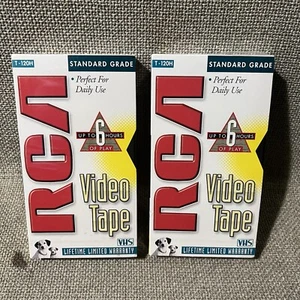 T-120H STANDARD GRADE
• Perfect For
Daily Use
RCA
UP TO 6 HOURS
OF PLAY
Video
Tape
VHS
LIFETIME LIMITED WARRANTY
T-120H STANDARD GRADE
• Perfect For
Daily Use
RCA
UP TO 6 HOURS
OF PLAY
Video
Tape
VHS
LIFETIME LIMITED WARRANTY